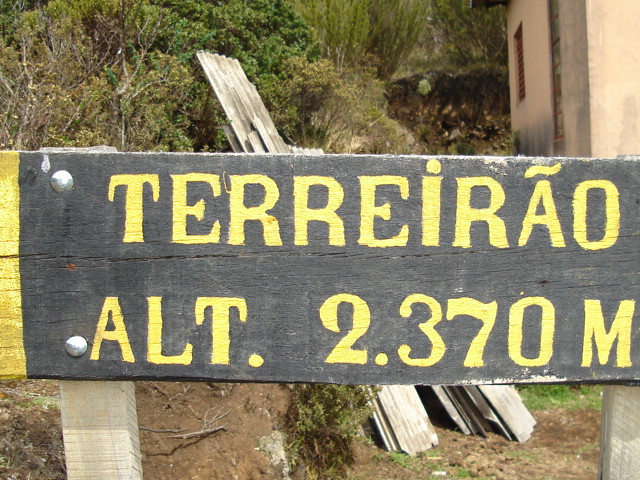 TERREiRÃO
ALT. 2.370 M